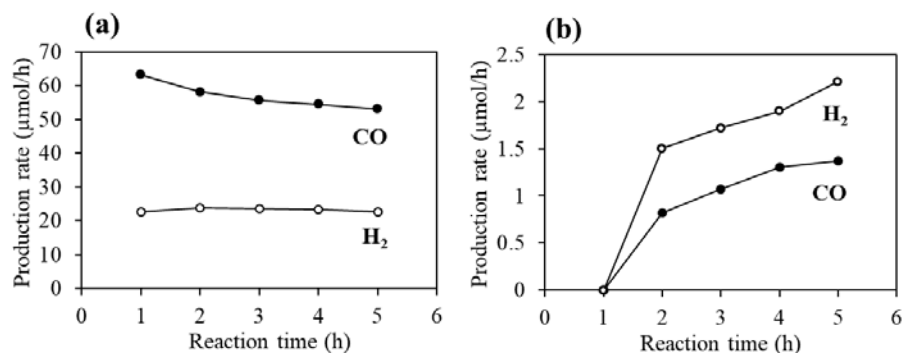 (a)
Production rate (μmol/h)
70
60
50
40
30
20
10
0
CO
H₂
0 1 2 3 4 5 6
Reaction time (h)
(b)
Production rate (μmol/h)
2.5
2
1.5
1
0.5
0
H₂
CO
0 1 2 3 4 5 6
Reaction time (h)